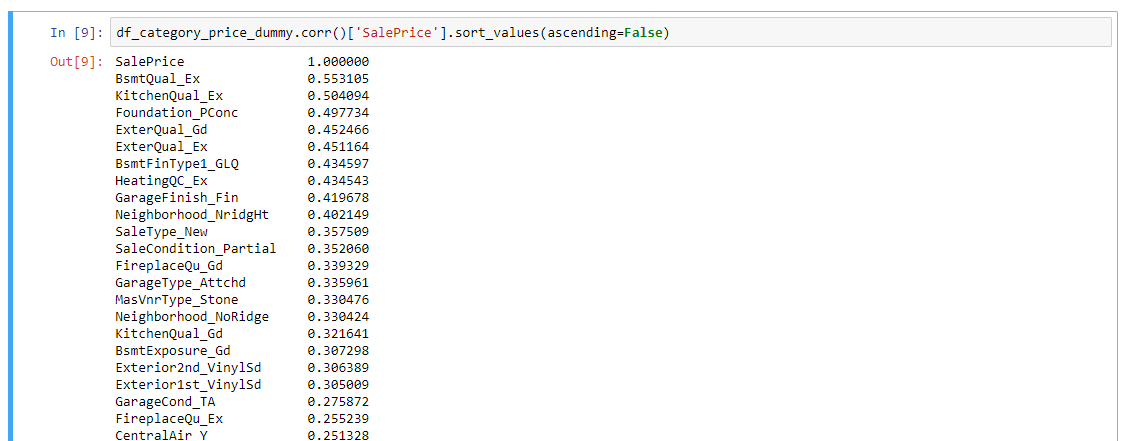 In [9]: df_category_price_dummy.corr()['SalePrice'].sort_values(ascending=False)
Out[9]: SalePrice 1.000000
BsmtQual_Ex 0.553105
KitchenQual_Ex 0.504094
Foundation_PConc 0.497734
ExterQual_Gd 0.452466
ExterQual_Ex 0.451164
BsmtFinType1_GLQ 0.434597
HeatingQC_Ex 0.434543
GarageFinish_Fin 0.419678
Neighborhood_NridgHt 0.402149
SaleType_New 0.357509
SaleCondition_Partial 0.352060
FireplaceQu_Gd 0.339329
GarageType_Attchd 0.335961
MasVnrType_Stone 0.330476
Neighborhood_NoRidge 0.330424
KitchenQual_Gd 0.321641
BsmtExposure_Gd 0.307298
Exterior2nd_VinylSd 0.306389
Exterior1st_VinylSd 0.305009
GarageCond_TA 0.275872
FireplaceQu_Ex 0.255239
CentralAir_Y 0.251328